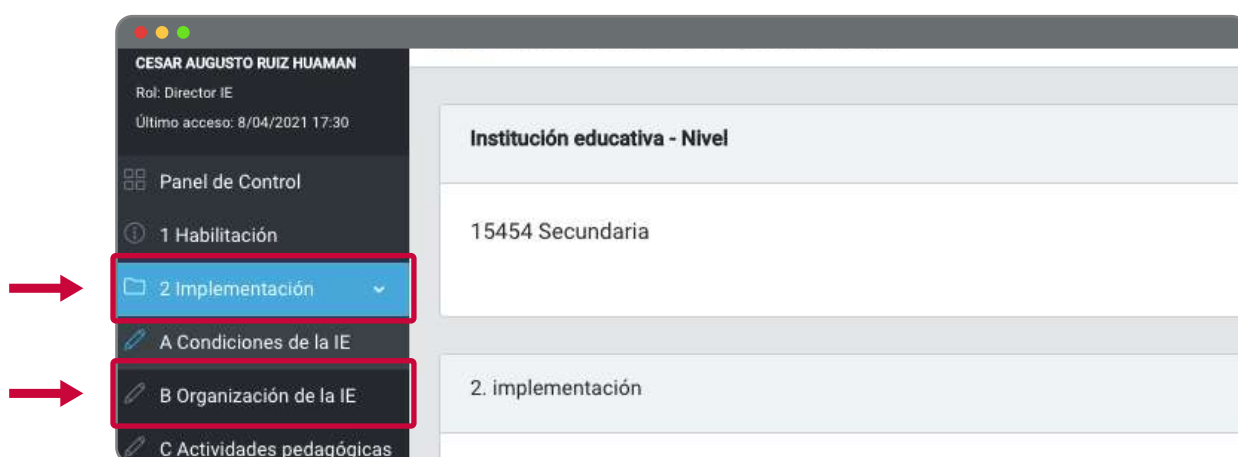 CESAR AUGUSTO RUIZ HUAMAN
Rol: Director IE
Último acceso: 8/04/2021 17:30
Panel de Control
1 Habilitación
2 Implementación
A Condiciones de la IE
B Organización de la IE
C Actividades pedagógicas
Institución educativa - Nivel
15454 Secundaria
2. implementación